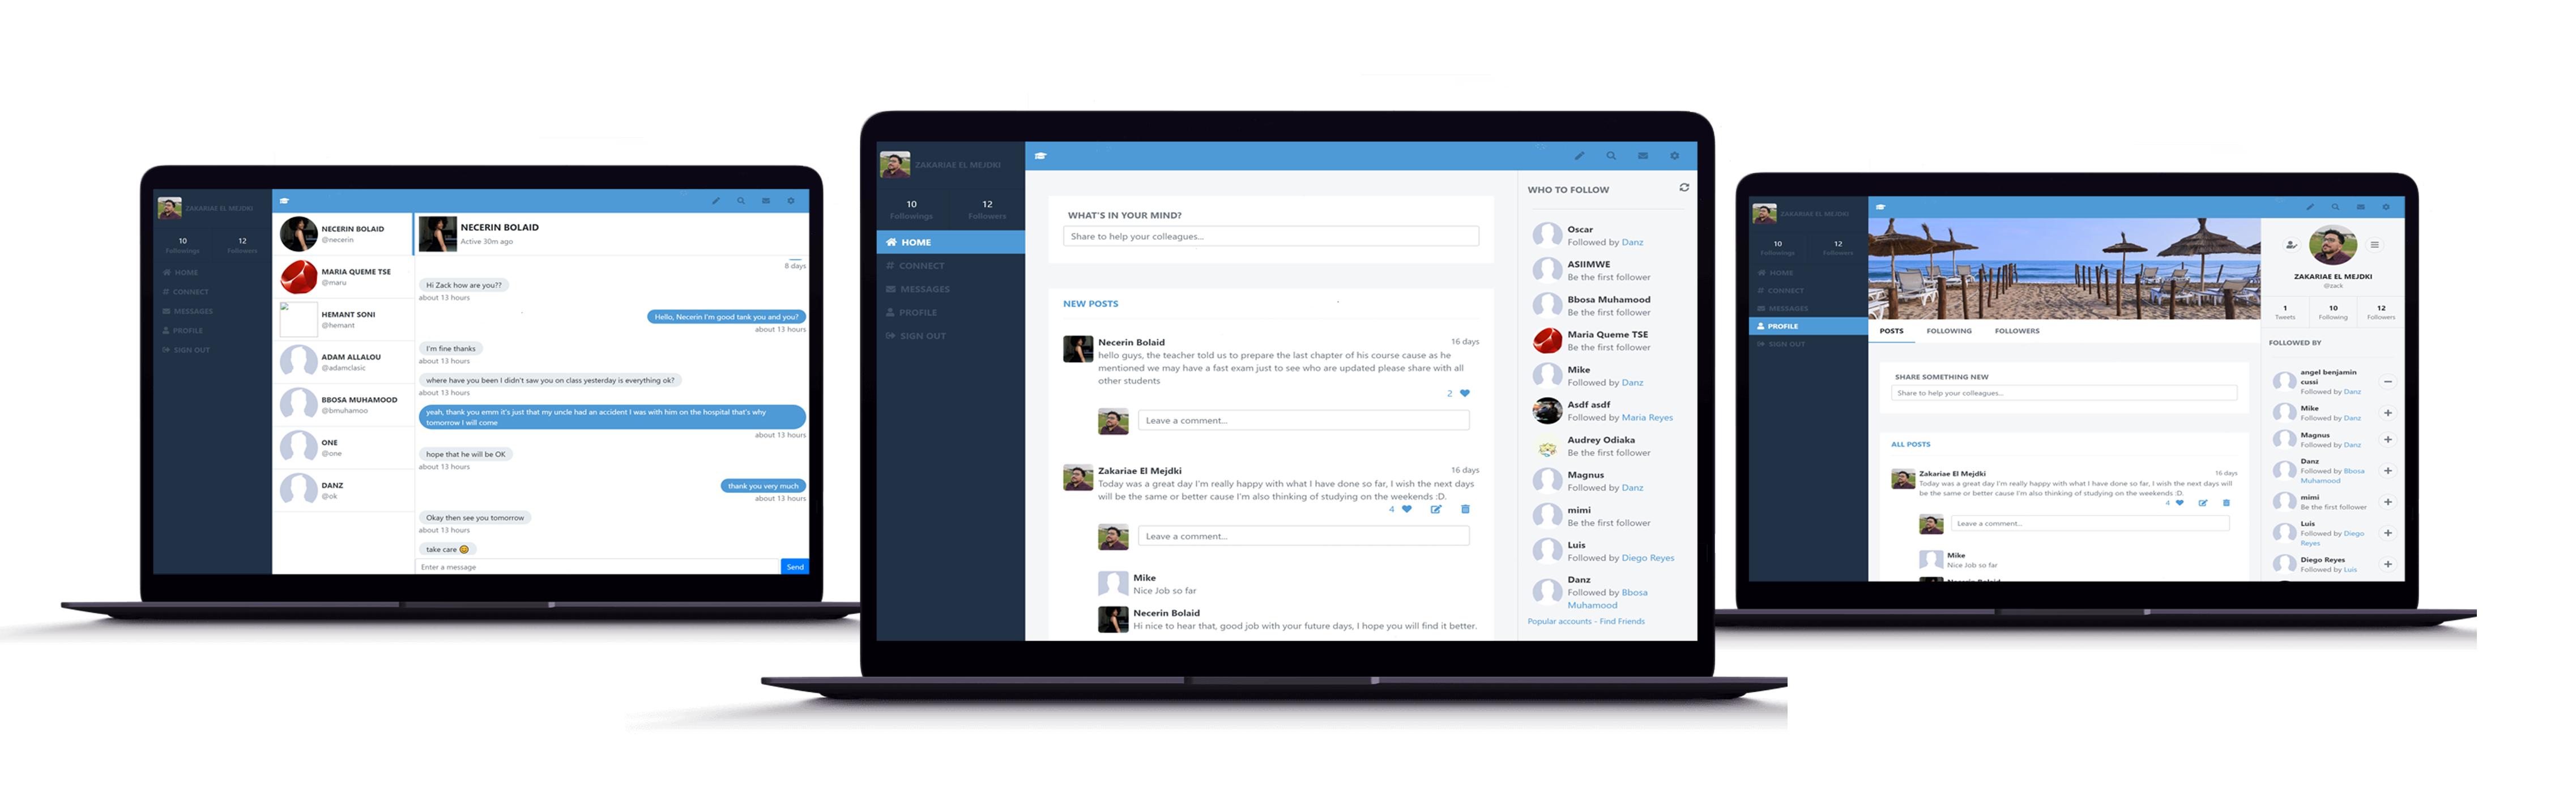 ZAKARIAE EL MEJDKI
10
12
Followings
Followers
HOME
CONNECT
MESSAGES
PROFILE
SIGN OUT
NECERIN BOLAID
@necerin
MARIA QUEME TSE
@maru
HEMANT SONI
@hemant
ADAM ALLALOU
@adamclasic
BBOSA MUHAMOOD
@bmuhamoo
ONE
@one
DANZ
@ok
NECERIN BOLAID
Active 30m ago
8 days
Hi Zack how are you??
about 13 hours
Hello, Necerin I'm good tank you and you?
about 13 hours
I'm fine thanks
about 13 hours
where have you been I didn't saw you on class yesterday is everything ok?
about 13 hours
yeah, thank you emm it's just that my uncle had an accident I was with him on the hospital that's why
tomorrow I will come
about 13 hours
hope that he will be OK
about 13 hours
thank you very much
about 13 hours
Okay then see you tomorrow
about 13 hours
take care
Enter a message
Send
ZAKARIAE EL MEJDKI
10
12
Followings
Followers
HOME
CONNECT
MESSAGES
PROFILE
SIGN OUT
WHAT'S IN YOUR MIND?
Share to help your colleagues...
NEW POSTS
Necerin Bolaid
16 days
hello guys, the teacher told us to prepare the last chapter of his course cause as he
mentioned we may have a fast exam just to see who are updated please share with all
other students
2
Leave a comment...
Zakariae El Mejdki
16 days
Today was a great day I'm really happy with what I have done so far, I wish the next days
will be the same or better cause I'm also thinking of studying on the weekends :D.
4
Leave a comment...
Mike
Nice Job so far
Necerin Bolaid
Hi nice to hear that, good job with your future days, I hope you will find it better.
WHO TO FOLLOW
Oscar
Followed by Danz
ASIIMWE
Be the first follower
Bbosa Muhamood
Be the first follower
Maria Queme TSE
Be the first follower
Mike
Followed by Danz
Asdf asdf
Followed by Maria Reyes
Audrey Odiaka
Be the first follower
Magnus
Followed by Danz
mimi
Be the first follower
Luis
Followed by Diego Reyes
Danz
Followed by Bbosa
Muhamood
Popular accounts - Find Friends
ZAKARIAE EL MEJDKI
10
12
Followings
Followers
HOME
CONNECT
MESSAGES
PROFILE
SIGN OUT
POSTS
FOLLOWING
FOLLOWERS
SHARE SOMETHING NEW
Share to help your colleagues...
ALL POSTS
Zakariae El Mejdki
16 days
Today was a great day I'm really happy with what I have done so far, I wish the next days will
be the same or better cause I'm also thinking of studying on the weekends :D.
4
Leave a comment...
Mike
Nice Job so far
Necerin Bolaid
ZAKARIAE EL MEJDKI
@zack
1
10
12
Tweets
Following
Followers
FOLLOWED BY
angel benjamin
cussi
Followed by Danz
Mike
Followed by Danz
Magnus
Followed by Danz
Danz
Followed by Bbosa
Muhamood
mimi
Be the first follower
Luis
Followed by Diego
Reyes
Diego Reyes
Followed by Luis